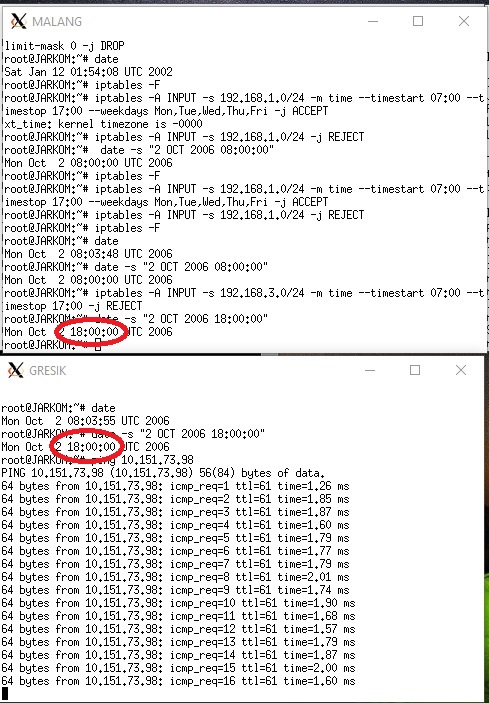 MALANG
limit-mask 0 -j DROP
root@JARKOM:~# date
Sat Jan 12 01:54:08 UTC 2002
root@JARKOM:~# iptables -F
root@JARKOM:~# iptables -A INPUT -s 192.168.1.0/24 -m time --timestart 07:00 --t
imestop 17:00 --weekdays Mon,Tue,Wed,Thu,Fri -j ACCEPT
xt_time: kernel timezone is -0000
root@JARKOM:~# iptables -A INPUT -s 192.168.1.0/24 -j REJECT
root@JARKOM:~#  date -s "2 OCT 2006 08:00:00"
Mon Oct  2 08:00:00 UTC 2006
root@JARKOM:~# iptables -F
root@JARKOM:~# iptables -A INPUT -s 192.168.1.0/24 -m time --timestart 07:00 --t
imestop 17:00 --weekdays Mon,Tue,Wed,Thu,Fri -j ACCEPT
root@JARKOM:~# iptables -A INPUT -s 192.168.1.0/24 -j REJECT
root@JARKOM:~# iptables -F
root@JARKOM:~# date
Mon Oct  2 08:03:48 UTC 2006
root@JARKOM:~# date -s "2 OCT 2006 08:00:00"
Mon Oct  2 08:00:00 UTC 2006
root@JARKOM:~# iptables -A INPUT -s 192.168.3.0/24 -m time --timestart 07:00 --t
imestop 17:00 -j REJECT
root@JARKOM:~# date -s "2 OCT 2006 18:00:00"
Mon Oct  2 18:00:00 UTC 2006
root@JARKOM:~#
GRESIK
root@JARKOM:~# date
Mon Oct  2 08:03:55 UTC 2006
root@JARKOM:~# date -s "2 OCT 2006 18:00:00"
Mon Oct  2 18:00:00 UTC 2006
root@JARKOM:~# ping 10.151.73.98
PING 10.151.73.98 (10.151.73.98) 56(84) bytes of data.
64 bytes from 10.151.73.98: icmp_req=1 ttl=61 time=1.26 ms
64 bytes from 10.151.73.98: icmp_req=2 ttl=61 time=1.85 ms
64 bytes from 10.151.73.98: icmp_req=3 ttl=61 time=1.87 ms
64 bytes from 10.151.73.98: icmp_req=4 ttl=61 time=1.60 ms
64 bytes from 10.151.73.98: icmp_req=5 ttl=61 time=1.79 ms
64 bytes from 10.151.73.98: icmp_req=6 ttl=61 time=1.77 ms
64 bytes from 10.151.73.98: icmp_req=7 ttl=61 time=1.79 ms
64 bytes from 10.151.73.98: icmp_req=8 ttl=61 time=2.01 ms
64 bytes from 10.151.73.98: icmp_req=9 ttl=61 time=1.74 ms
64 bytes from 10.151.73.98: icmp_req=10 ttl=61 time=1.90 ms
64 bytes from 10.151.73.98: icmp_req=11 ttl=61 time=1.68 ms
64 bytes from 10.151.73.98: icmp_req=12 ttl=61 time=1.57 ms
64 bytes from 10.151.73.98: icmp_req=13 ttl=61 time=1.79 ms
64 bytes from 10.151.73.98: icmp_req=14 ttl=61 time=1.87 ms
64 bytes from 10.151.73.98: icmp_req=15 ttl=61 time=2.00 ms
64 bytes from 10.151.73.98: icmp_req=16 ttl=61 time=1.60 ms